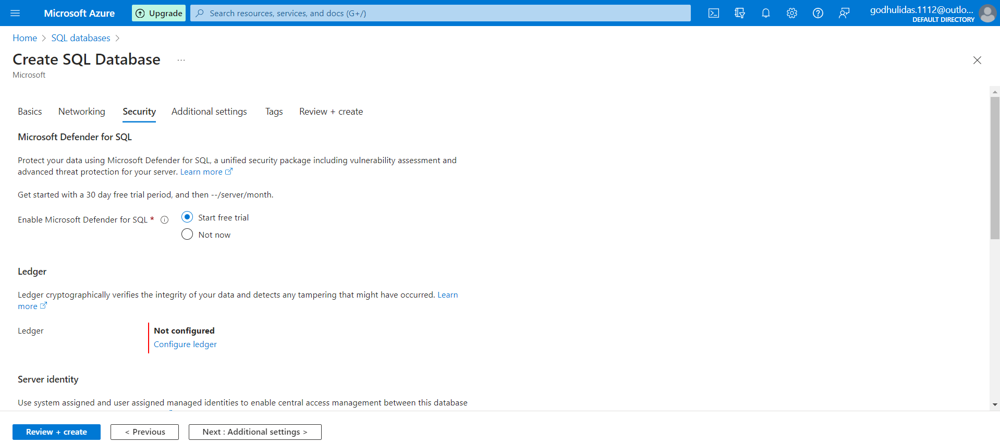 Microsoft Azure
Upgrade
Search resources, services, and docs (G+/)
godhulidas.1112@outlo...
DEFAULT DIRECTORY
Home > SQL databases >
Create SQL Database ...
Microsoft
Basics Networking Security Additional settings Tags Review + create
Microsoft Defender for SQL
Protect your data using Microsoft Defender for SQL, a unified security package including vulnerability assessment and
advanced threat protection for your server. Learn more
Get started with a 30 day free trial period, and then --/server/month.
Enable Microsoft Defender for SQL *
Start free trial
Not now
Ledger
Ledger cryptographically verifies the integrity of your data and detects any tampering that might have occurred. Learn
more
Ledger
Not configured
Configure ledger
Server identity
Use system assigned and user assigned managed identities to enable central access management between this database
Review + create
< Previous
Next : Additional settings >